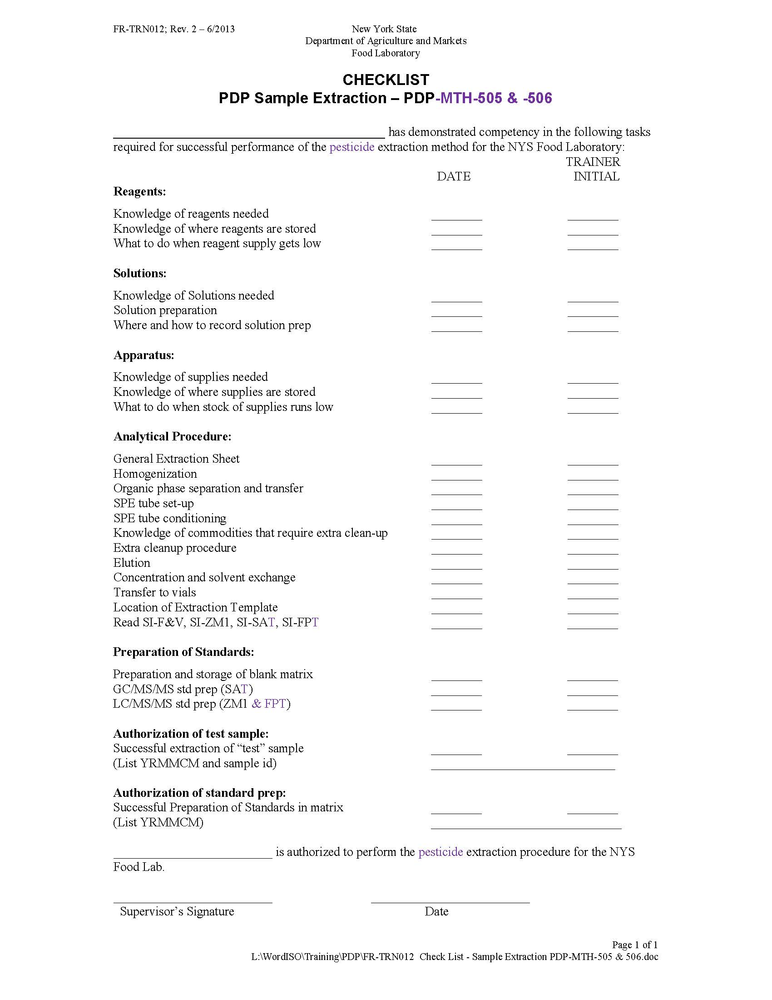 FR-TRN012; Rev. 2 – 6/2013 New York State
Department of Agriculture and Markets
Food Laboratory
CHECKLIST
PDP Sample Extraction – PDP-MTH-505 & -506
has demonstrated competency in the following tasks
required for successful performance of the pesticide extraction method for the NYS Food Laboratory:
TRAINER
DATE INITIAL
Reagents:
Knowledge of reagents needed
Knowledge of where reagents are stored
What to do when reagent supply gets low
Solutions:
Knowledge of Solutions needed
Solution preparation
Where and how to record solution prep
Apparatus:
Knowledge of supplies needed
Knowledge of where supplies are stored
What to do when stock of supplies runs low
Analytical Procedure:
General Extraction Sheet
Homogenization
Organic phase separation and transfer
SPE tube set-up
SPE tube conditioning
Knowledge of commodities that require extra clean-up
Extra cleanup procedure
Elution
Concentration and solvent exchange
Transfer to vials
Location of Extraction Template
Read SI-F&V, SI-ZM1, SI-SAT, SI-FPT
Preparation of Standards:
Preparation and storage of blank matrix
GC/MS/MS std prep (SAT)
LC/MS/MS std prep (ZM1 & FPT)
Authorization of test sample:
Successful extraction of “test” sample
(List YRMMCM and sample id)
Authorization of standard prep:
Successful Preparation of Standards in matrix
(List YRMMCM)
is authorized to perform the pesticide extraction procedure for the NYS
Food Lab.
Supervisor’s Signature Date
Page 1 of 1
L:\WordISO\Training\PDP\FR-TRN012 Check List - Sample Extraction PDP-MTH-505 & 506.doc